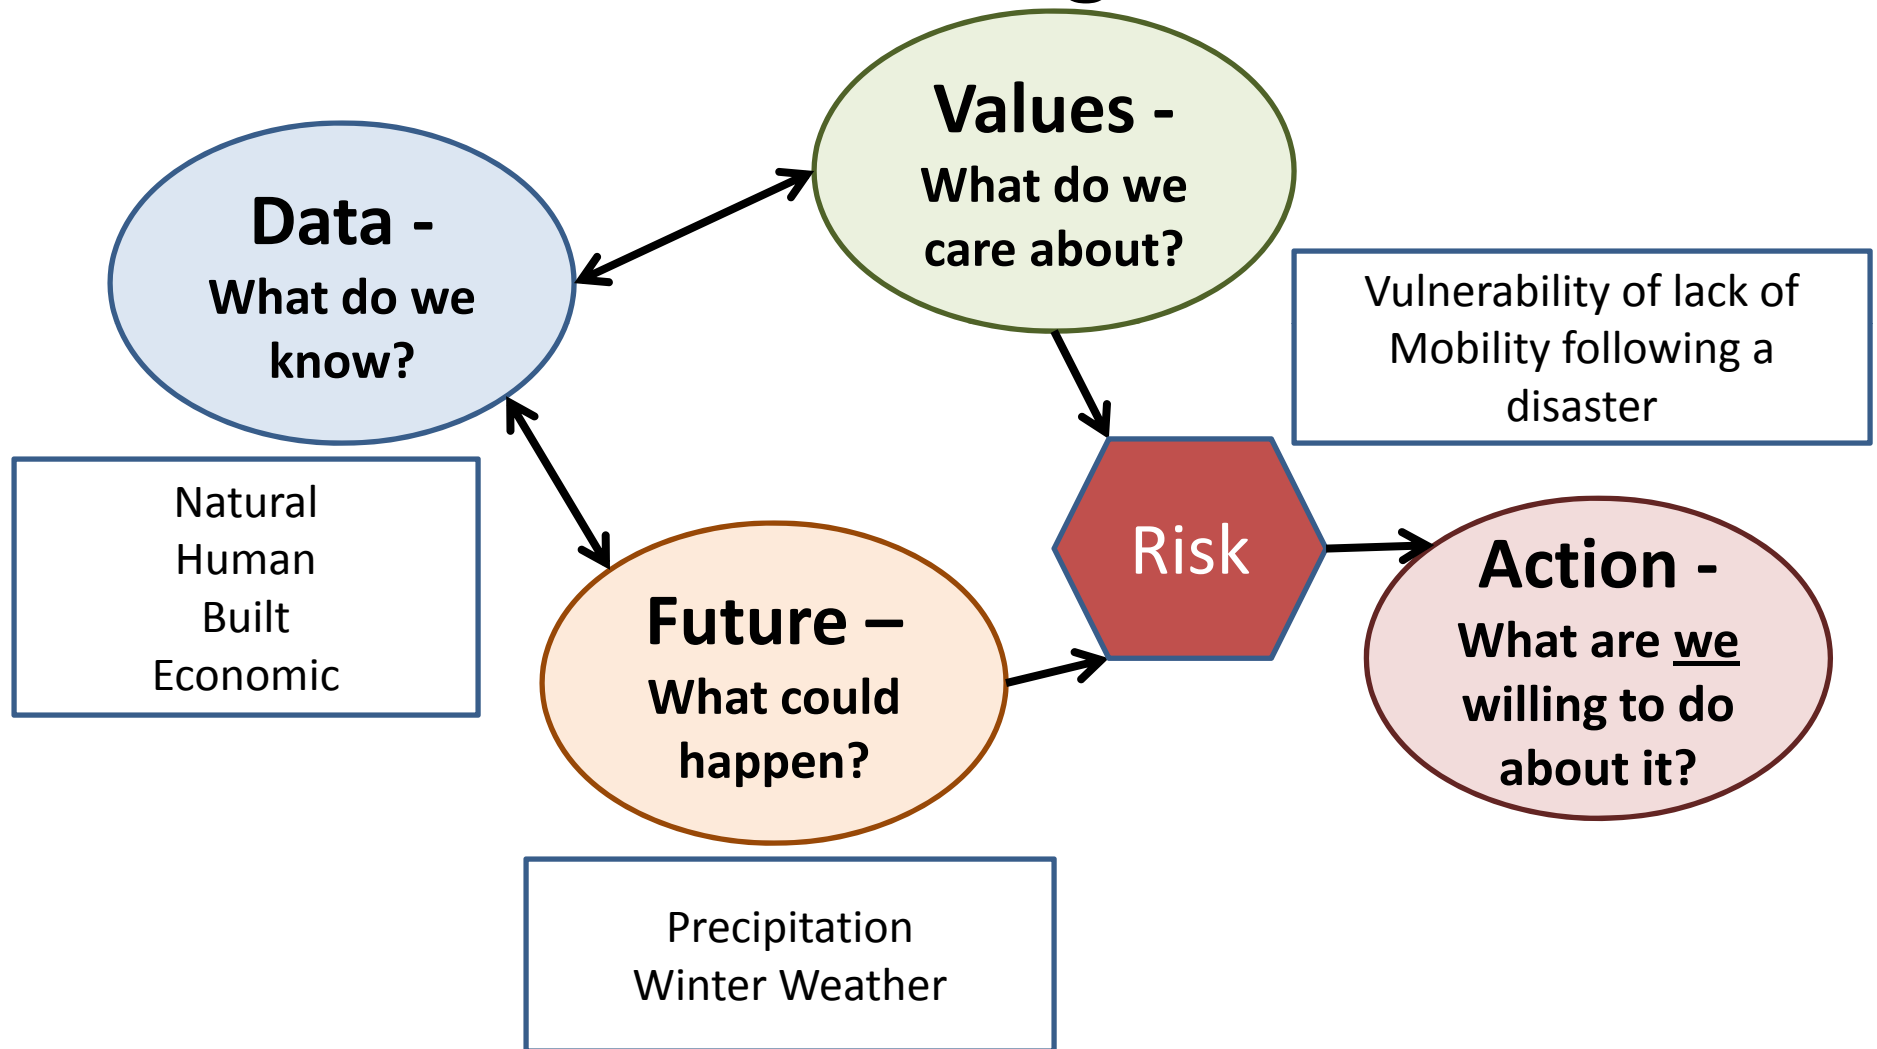 Values -
What do we
care about?
Data -
What do we
know?
Vulnerability of lack of
Mobility following a
disaster
Natural
Human
Built
Economic
Risk
Action -
What are we
willing to do
about it?
Future –
What could
happen?
Precipitation
Winter Weather